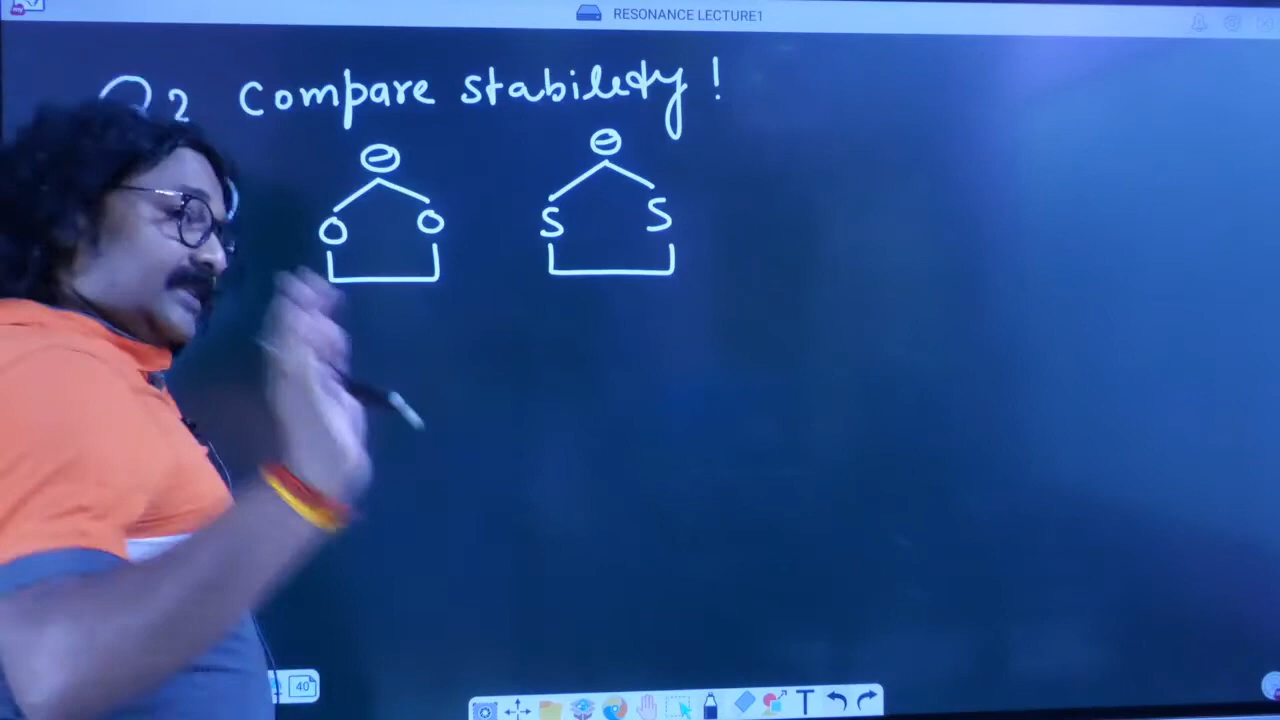 RESONANCE LECTURE1
Q2 Compare stability !
⊖ ⊖
O O S S
40
T